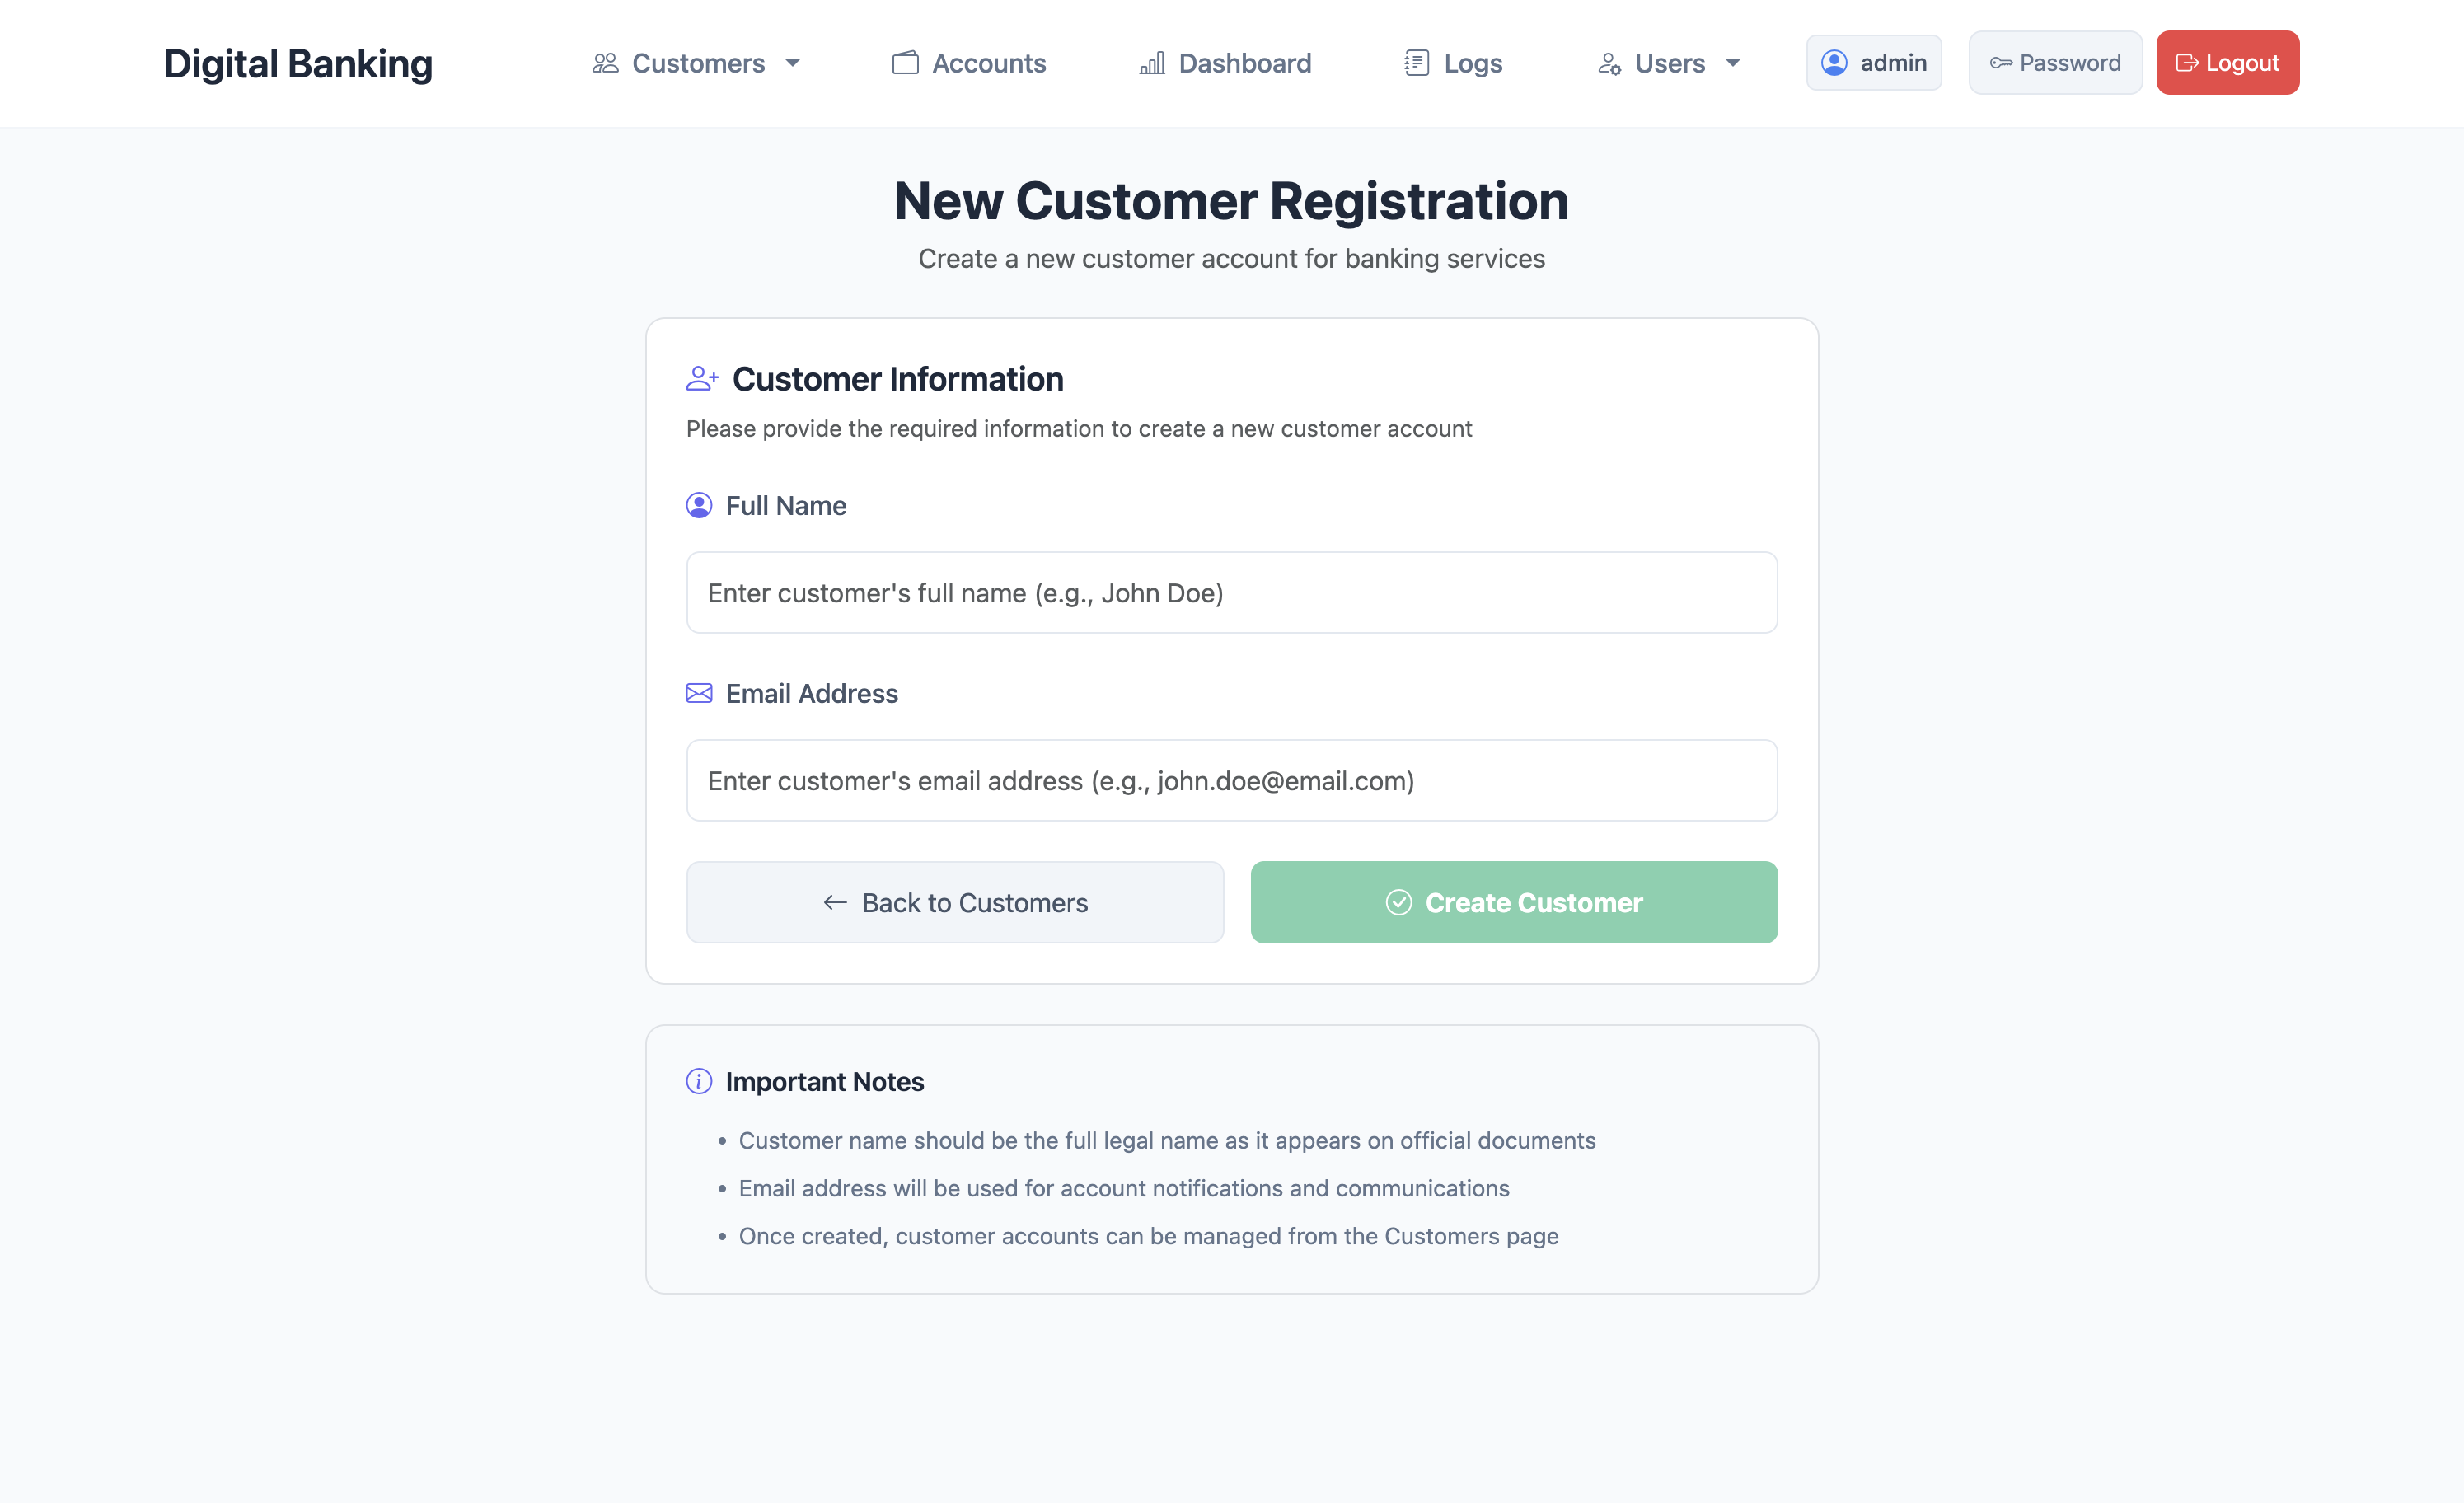 Digital Banking
Customers
Accounts
Dashboard
Logs
Users
admin
Password
Logout
New Customer Registration
Create a new customer account for banking services
Customer Information
Please provide the required information to create a new customer account
Full Name
Enter customer's full name (e.g., John Doe)
Email Address
Enter customer's email address (e.g., john.doe@email.com)
Back to Customers
Create Customer
Important Notes
• Customer name should be the full legal name as it appears on official documents
• Email address will be used for account notifications and communications
• Once created, customer accounts can be managed from the Customers page